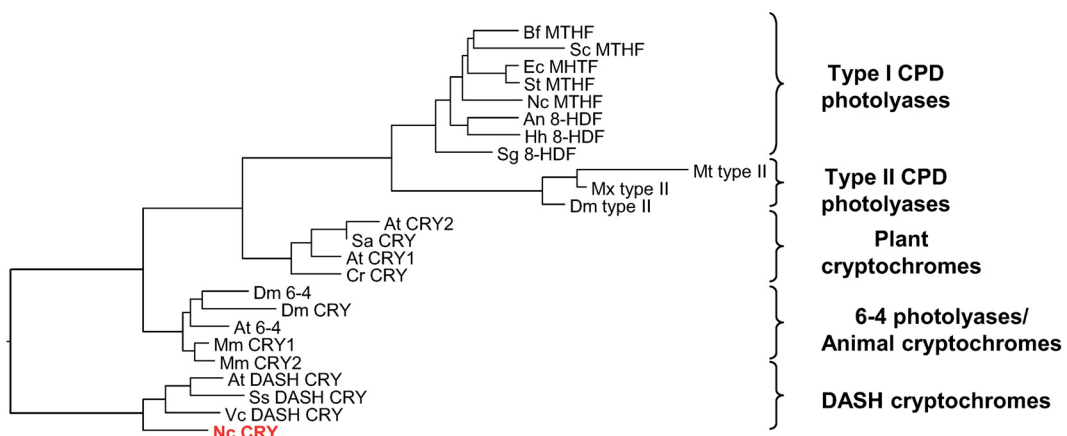 Bf MTHF
Sc MTHF
Ec MHTF
St MTHF
Nc MTHF
An 8-HDF
Hh 8-HDF
Sg 8-HDF
Type I CPD
photolyases
Mt type II
Mx type II
Dm type II
Type II CPD
photolyases
At CRY2
Sa CRY
At CRY1
Cr CRY
Plant
cryptochromes
Dm 6-4
Dm CRY
At 6-4
Mm CRY1
Mm CRY2
6-4 photolyases/
Animal cryptochromes
At DASH CRY
Ss DASH CRY
Vc DASH CRY
Nc CRY
DASH cryptochromes